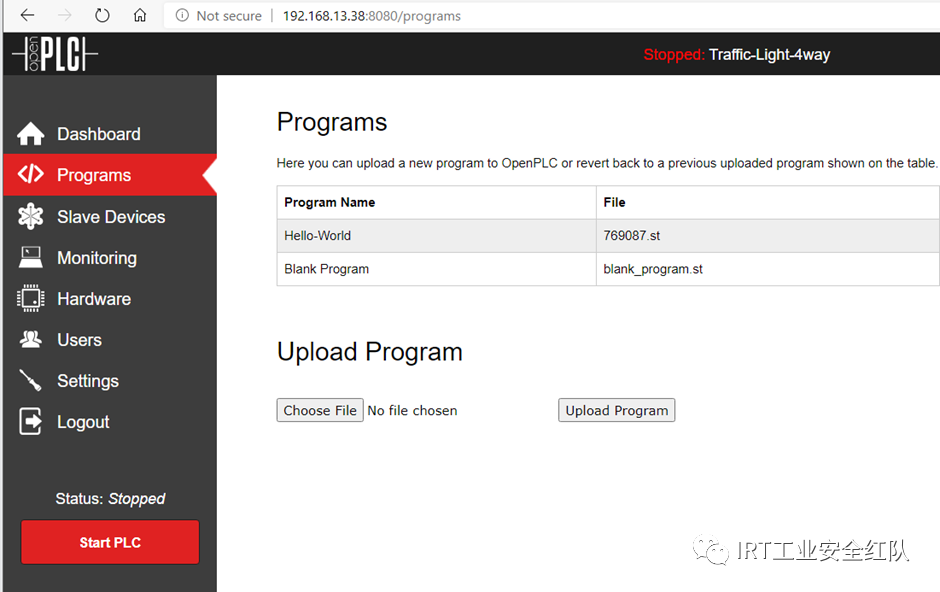 Not secure 192.168.13.38:8080/programs
open PLC
Stopped: Traffic-Light-4way
Dashboard
Programs
Slave Devices
Monitoring
Hardware
Users
Settings
Logout
Status: Stopped
Start PLC
Programs
Here you can upload a new program to OpenPLC or revert back to a previous uploaded program shown on the table.
Program Name File
Hello-World 769087.st
Blank Program blank_program.st
Upload Program
Choose File No file chosen Upload Program
IRT工业安全红队